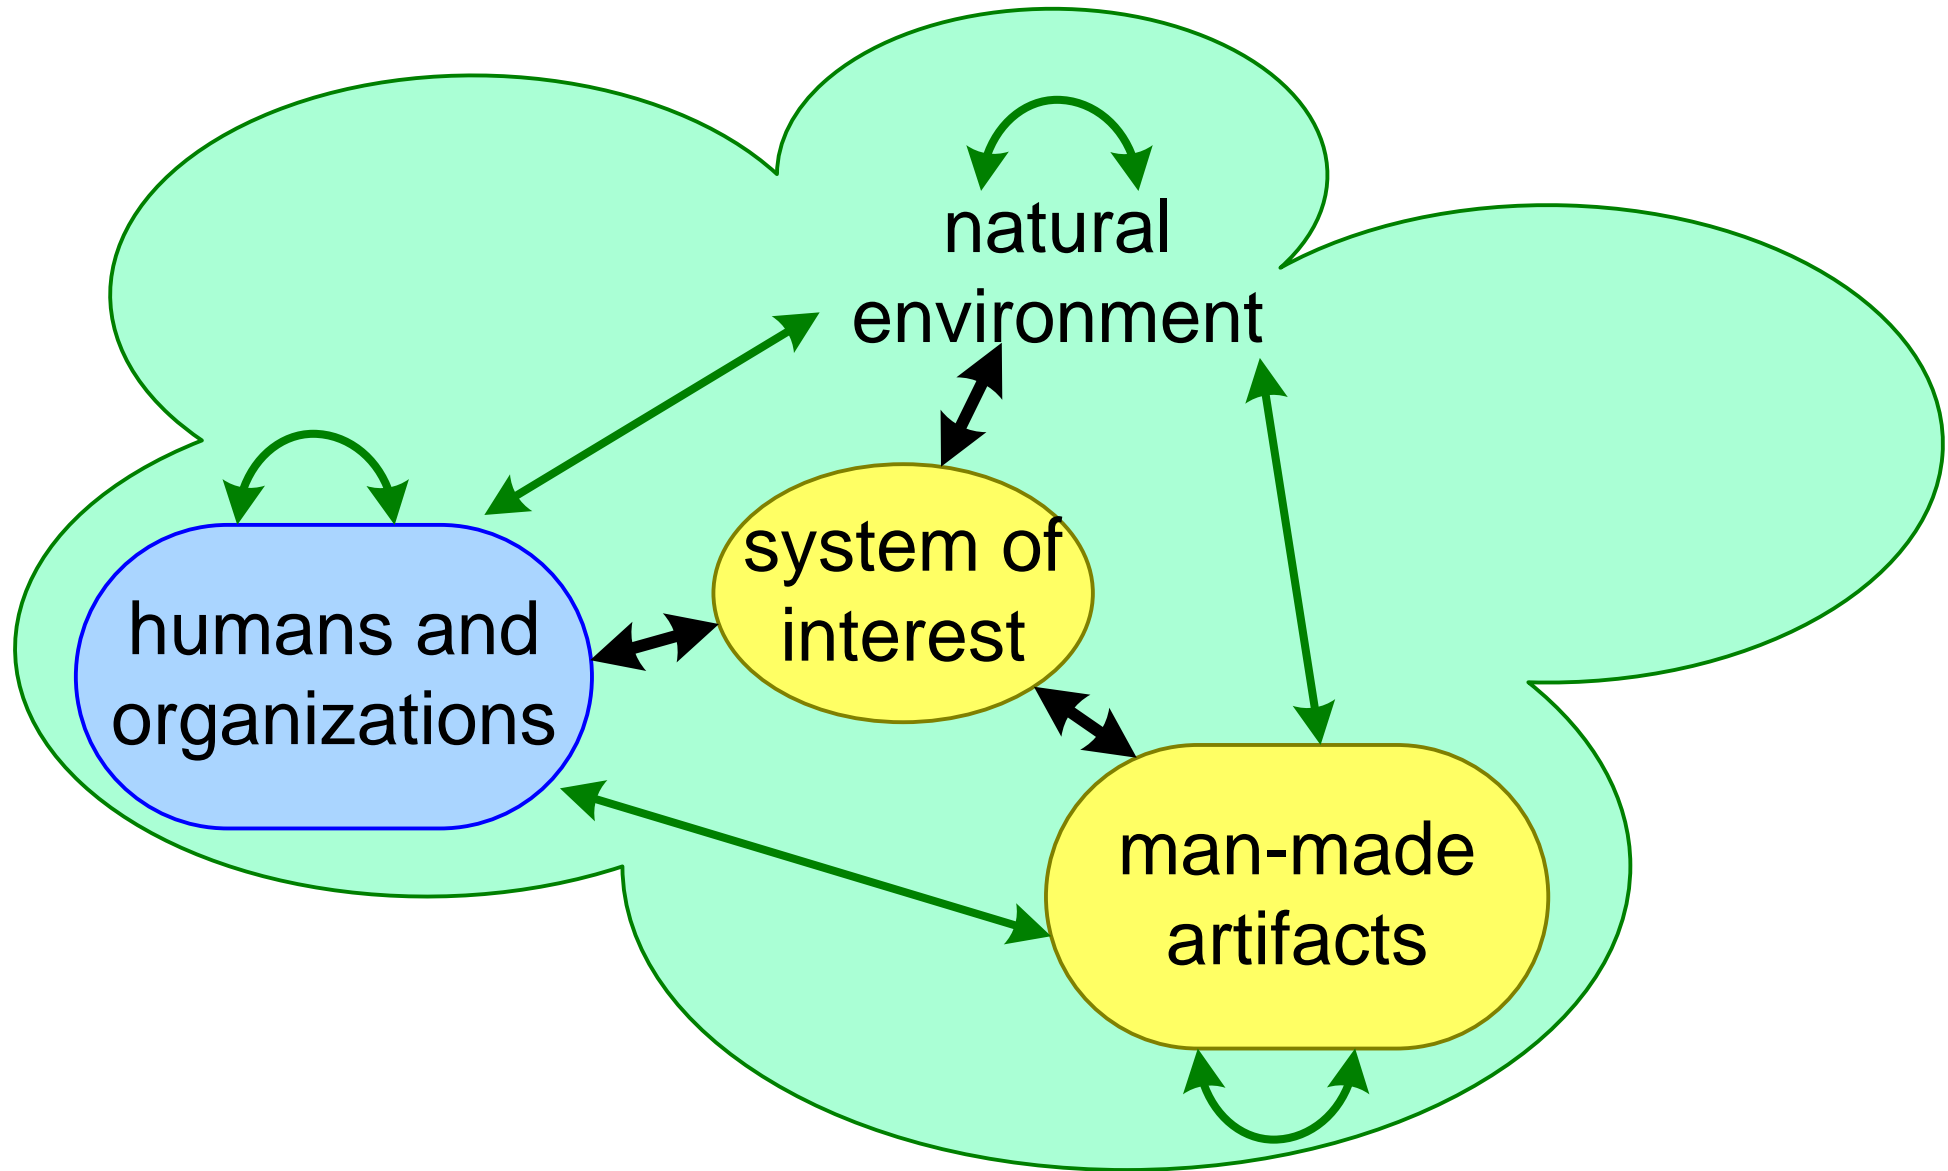 natural
environment
system of
interest
humans and
organizations
man-made
artifacts